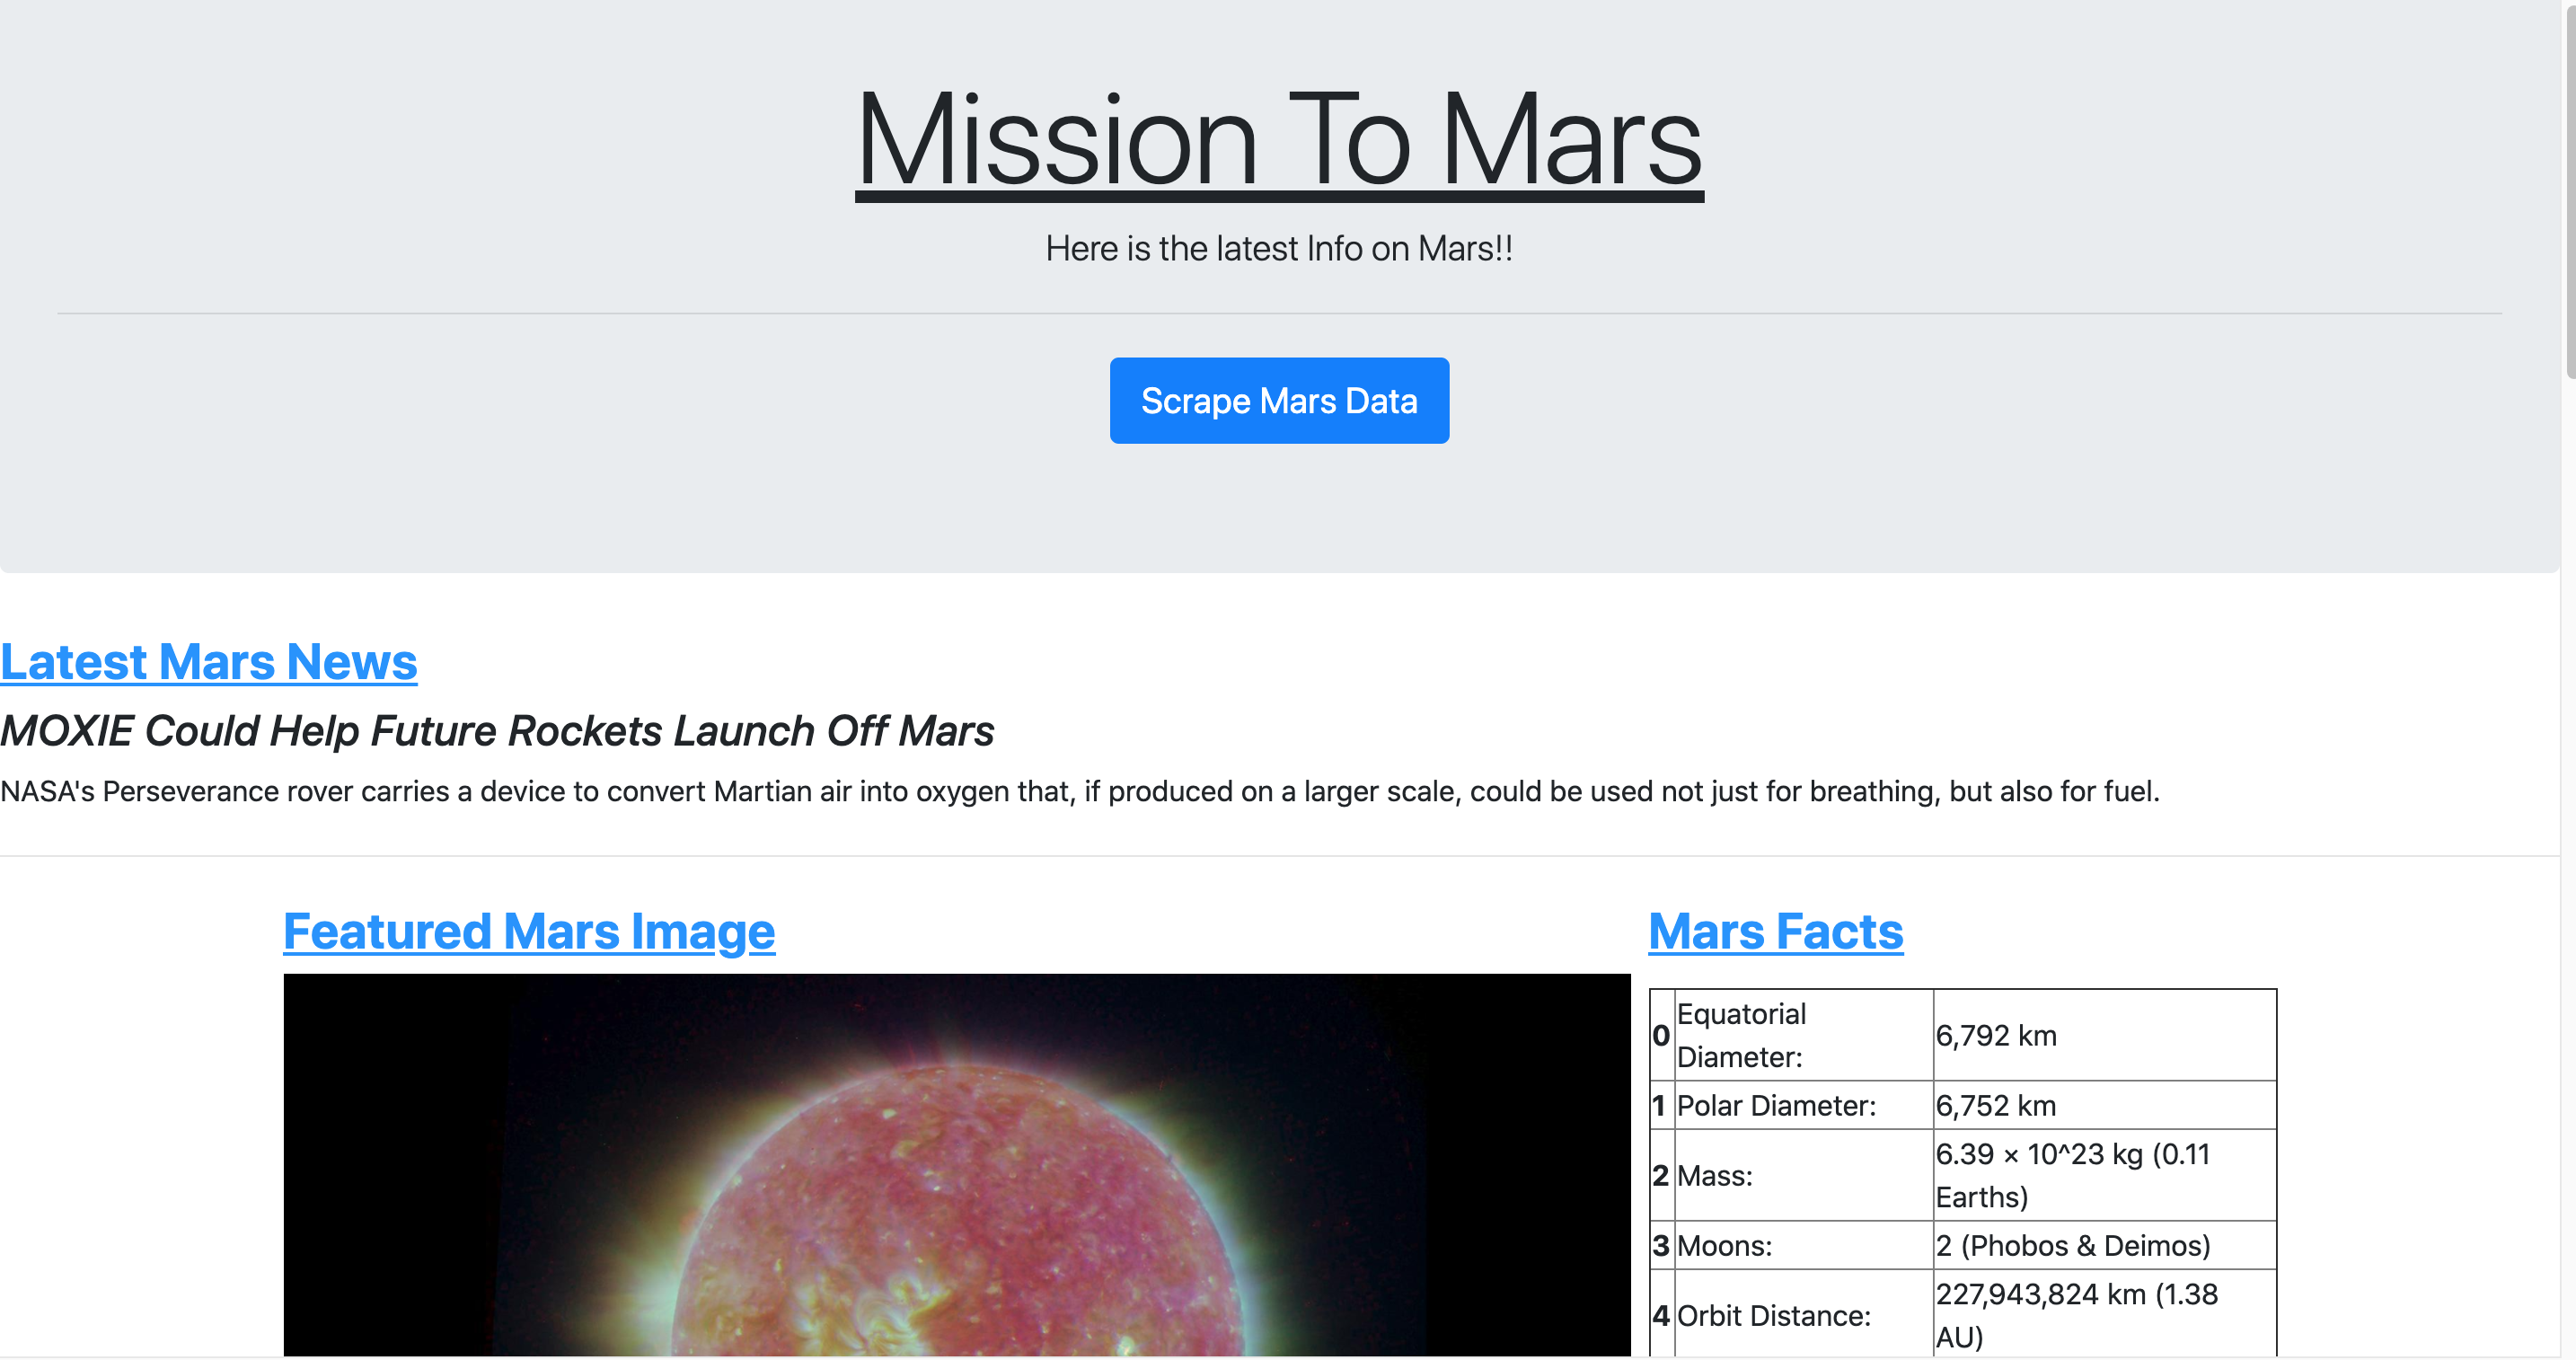 Mission To Mars
Here is the latest Info on Mars!!
Scrape Mars Data
Latest Mars News
MOXIE Could Help Future Rockets Launch Off Mars
NASA's Perseverance rover carries a device to convert Martian air into oxygen that, if produced on a larger scale, could be used not just for breathing, but also for fuel.
Featured Mars Image
Mars Facts
0 Equatorial
Diameter: 6,792 km
1 Polar Diameter: 6,752 km
2 Mass: 6.39 × 10^23 kg (0.11
Earths)
3 Moons: 2 (Phobos & Deimos)
4 Orbit Distance: 227,943,824 km (1.38
AU)